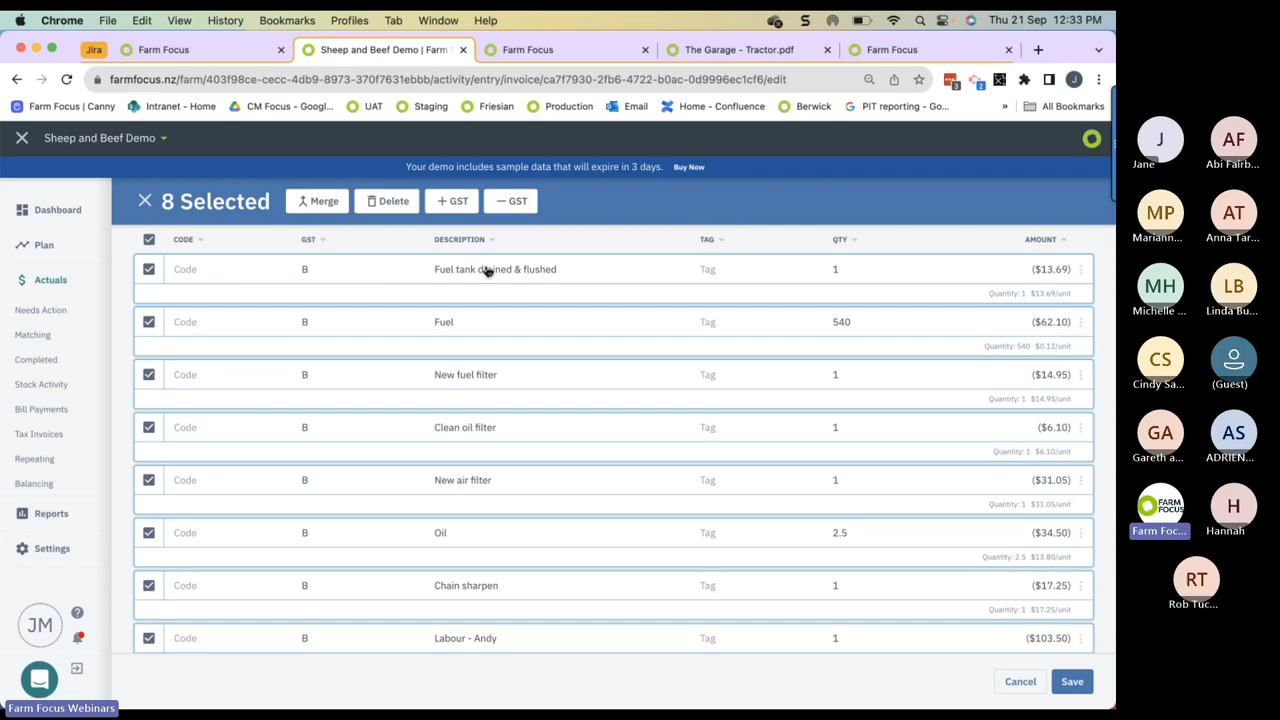 Chrome File Edit View History Bookmarks Profiles Tab Window Help S Thu 21 Sep 12:33 PM
Jira Farm Focus Sheep and Beef Demo | Farm Farm Focus The Garage - Tractor.pdf Farm Focus
farmfocus.nz/farm/403f98ce-cecc-4db9-8973-370f7631ebbb/activity/entry/invoice/ca7f7930-2fb6-4722-b0ac-0d9996ec1cf6/edit 3 J
Farm Focus | Canny Intranet - Home CM Focus - Googl... UAT Staging Friesian Production Email Home - Confluence Berwick PIT reporting - Go... » All Bookmarks
Sheep and Beef Demo
Your demo includes sample data that will expire in 3 days. Buy Now
8 Selected Merge Delete + GST — GST
CODE GST DESCRIPTION TAG QTY AMOUNT
Code B Fuel tank drained & flushed Tag 1 ($13.69)
Quantity: 1 $13.69/unit
Code B Fuel Tag 540 ($62.10)
Quantity: 540 $0.12/unit
Code B New fuel filter Tag 1 ($14.95)
Quantity: 1 $14.95/unit
Code B Clean oil filter Tag 1 ($6.10)
Quantity: 1 $6.10/unit
Code B New air filter Tag 1 ($31.05)
Quantity: 1 $31.05/unit
Code B Oil Tag 2.5 ($34.50)
Quantity: 2.5 $13.80/unit
Code B Chain sharpen Tag 1 ($17.25)
Quantity: 1 $17.25/unit
Code B Labour - Andy Tag 1 ($103.50)
Cancel Save
Dashboard
Plan
Actuals
Needs Action
Matching
Completed
Stock Activity
Bill Payments
Tax Invoices
Repeating
Balancing
Reports
Settings
JM
Farm Focus Webinars
J AF
Jane Abi Fairb...
MP AT
Mariann... Anna Tar...
MH LB
Michelle ... Linda Bu...
CS
Cindy Sa... (Guest)
GA AS
Gareth a... ADRIEN...
FARM FOCUS H
Farm Foc... Hannah
RT
Rob Tuc...